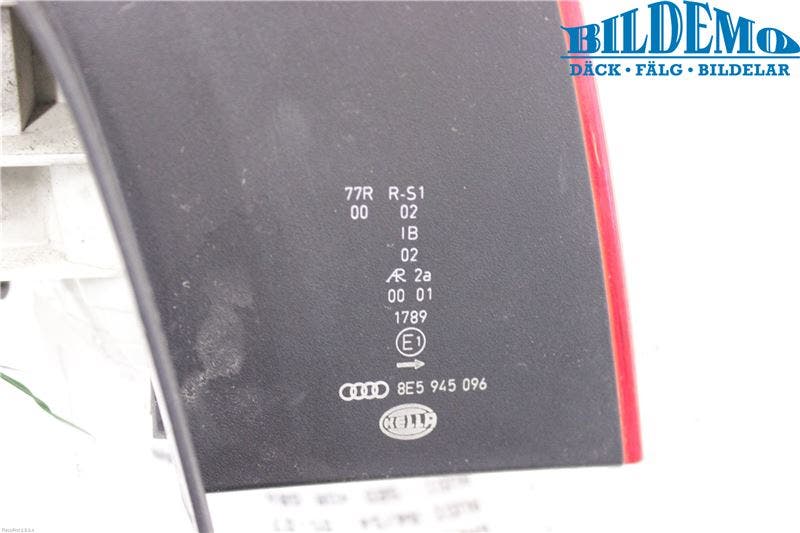 BILDEMO
DÄCK • FÄLG • BILDELAR
77R R-S1
00 02
IB
02
AR 2a
00 01
1789
E1
8E5 945 096
HELLA